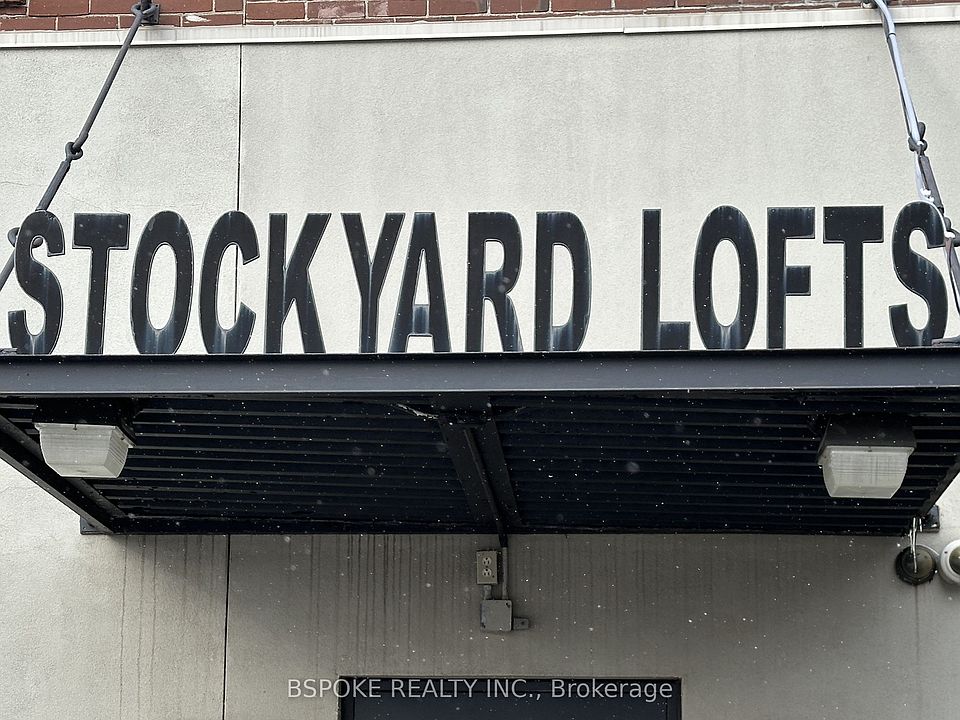 STOCKYARD LOFTS
BSPOKE REALTY INC., Brokerage